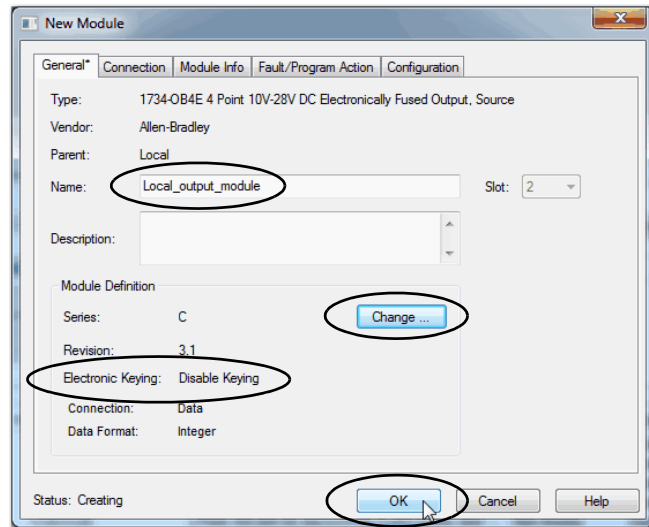 New Module
General* Connection Module Info Fault/Program Action Configuration
Type: 1734-OB4E 4 Point 10V-28V DC Electronically Fused Output, Source
Vendor: Allen-Bradley
Parent: Local
Name: Local_output_module Slot: 2
Description:
Module Definition
Series: C Change ...
Revision: 3.1
Electronic Keying: Disable Keying
Connection: Data
Data Format: Integer
Status: Creating OK Cancel Help